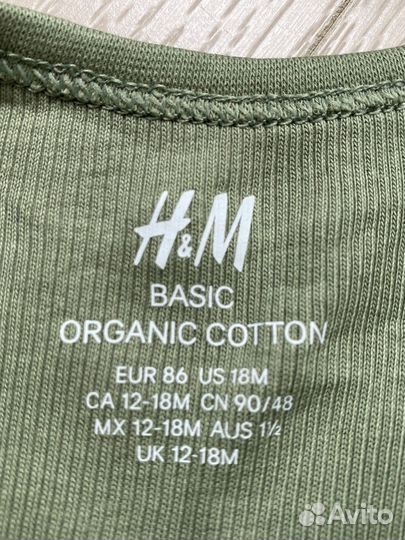 H&M
BASIC
ORGANIC COTTON
EUR 86 US 18M
CA 12-18M CN 90/48
MX 12-18M AUS 1½
UK 12-18M
Avito